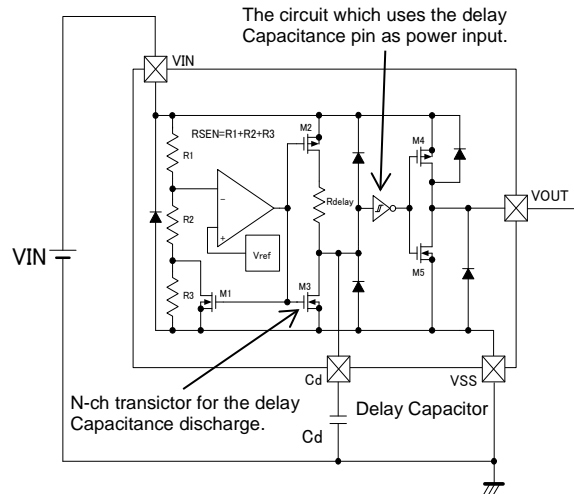 The circuit which uses the delay
Capacitance pin as power input.
VIN
RSEN=R1+R2+R3
M2
M4
R1
Rdelay
VOUT
R2
Vref
VIN
M5
R3
M1
M3
Cd
VSS
N-ch transictor for the delay
Capacitance discharge.
Delay Capacitor
Cd